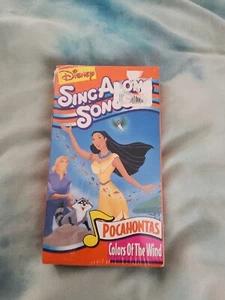 Disney
SING ALONG
SONGS
POCAHONTAS
Colors Of The Wind